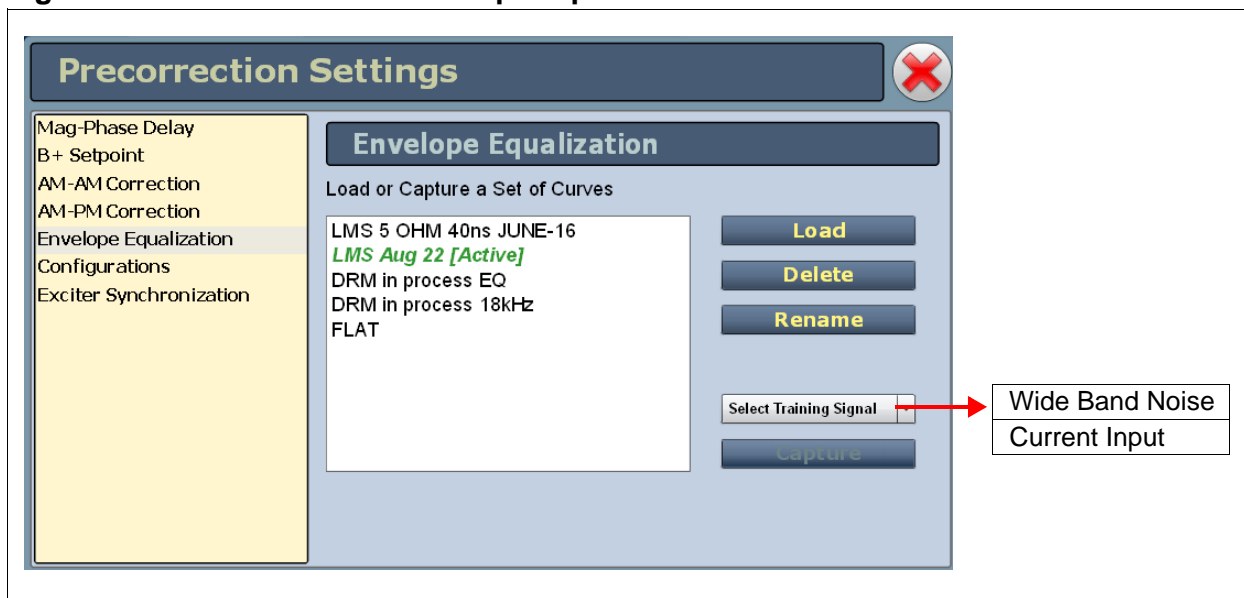 Precorrection Settings
Mag-Phase Delay
B+ Setpoint
AM-AM Correction
AM-PM Correction
Envelope Equalization
Configurations
Exciter Synchronization
Envelope Equalization
Load or Capture a Set of Curves
LMS 5 OHM 40ns JUNE-16
LMS Aug 22 [Active]
DRM in process EQ
DRM in process 18kHz
FLAT
Load
Delete
Rename
Select Training Signal
Capture
Wide Band Noise
Current Input